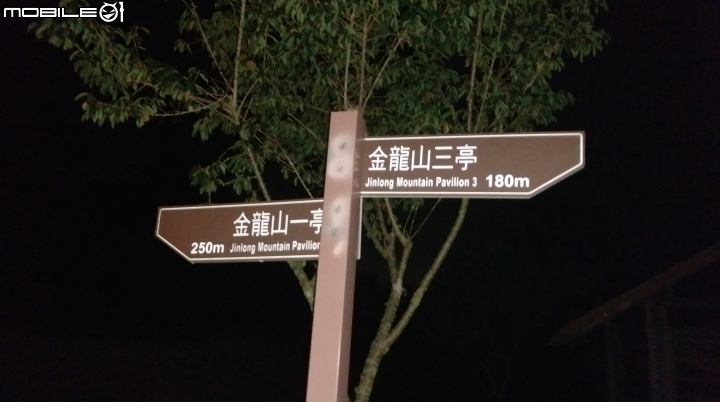 MOBILE01
金龍山三亭
Jinlong Mountain Pavilion 3 180m
金龍山一亭
250m Jinlong Mountain Pavilion